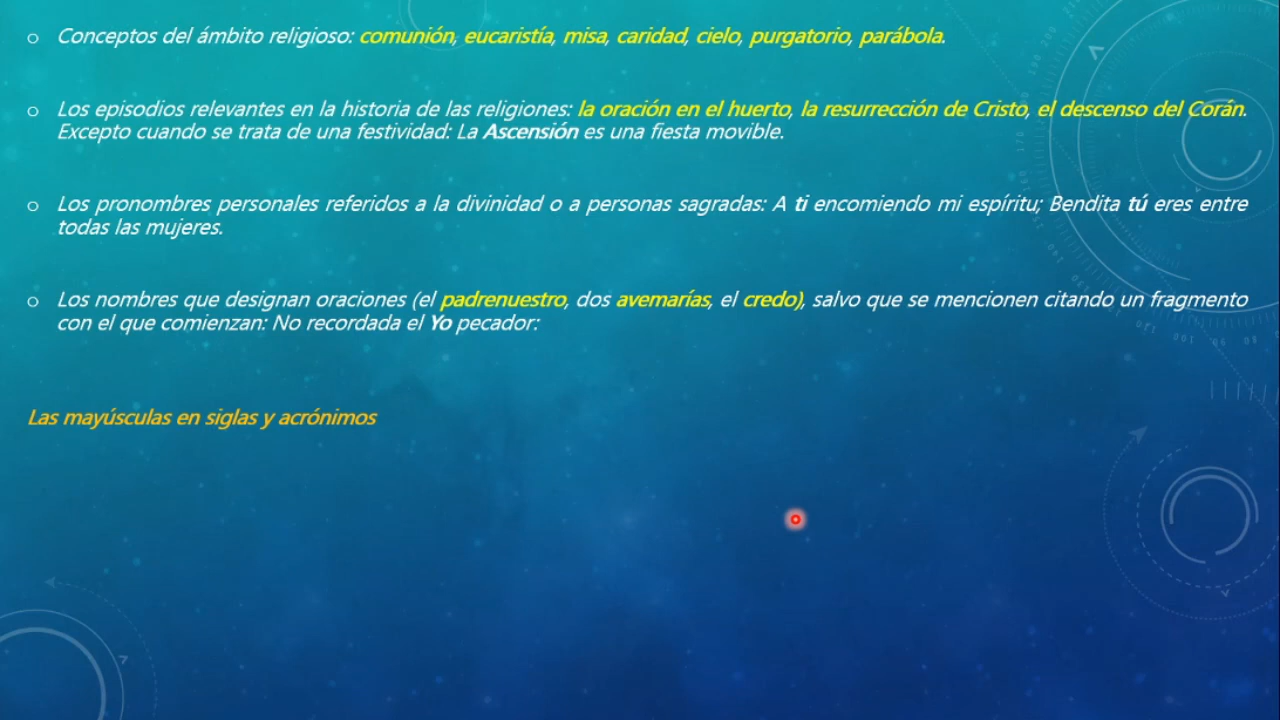 o Conceptos del ámbito religioso: comunión, eucaristía, misa, caridad, cielo, purgatorio, parábola.
o Los episodios relevantes en la historia de las religiones: la oración en el huerto, la resurrección de Cristo, el descenso del Corán.
Excepto cuando se trata de una festividad: La Ascensión es una fiesta movible.
o Los pronombres personales referidos a la divinidad o a personas sagradas: A ti encomiendo mi espíritu; Bendita tú eres entre
todas las mujeres.
o Los nombres que designan oraciones (el padrenuestro, dos avemarías, el credo), salvo que se mencionen citando un fragmento
con el que comienzan: No recordada el Yo pecador:
Las mayúsculas en siglas y acrónimos